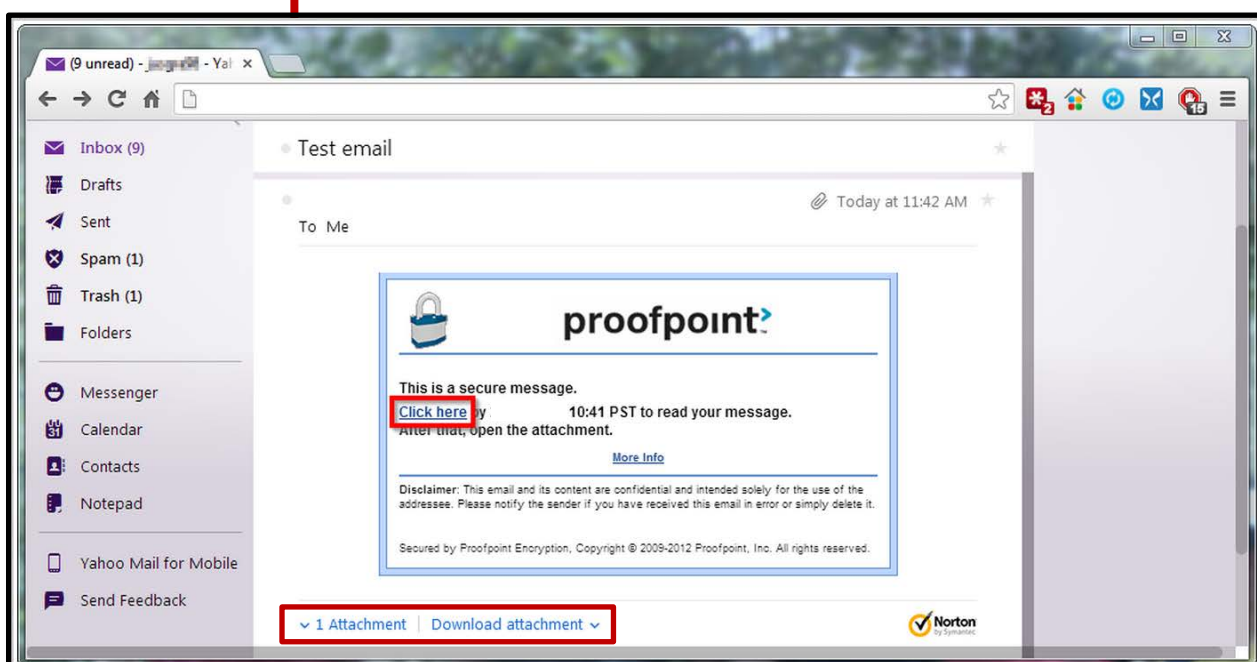 (9 unread) - - Yah
2
15
Inbox (9)
Test email
Drafts
Today at 11:42 AM
Sent
To Me
Spam (1)
Trash (1)
Folders
proofpoint
Messenger
This is a secure message.
Click here by 10:41 PST to read your message.
After that, open the attachment.
Calendar
31
Contacts
More Info
Notepad
Disclaimer: This email and its content are confidential and intended solely for the use of the
addressee. Please notify the sender if you have received this email in error or simply delete it.
Secured by Proofpoint Encryption, Copyright © 2009-2012 Proofpoint, Inc. All rights reserved.
Yahoo Mail for Mobile
Send Feedback
1 Attachment | Download attachment
Norton
by Symantec